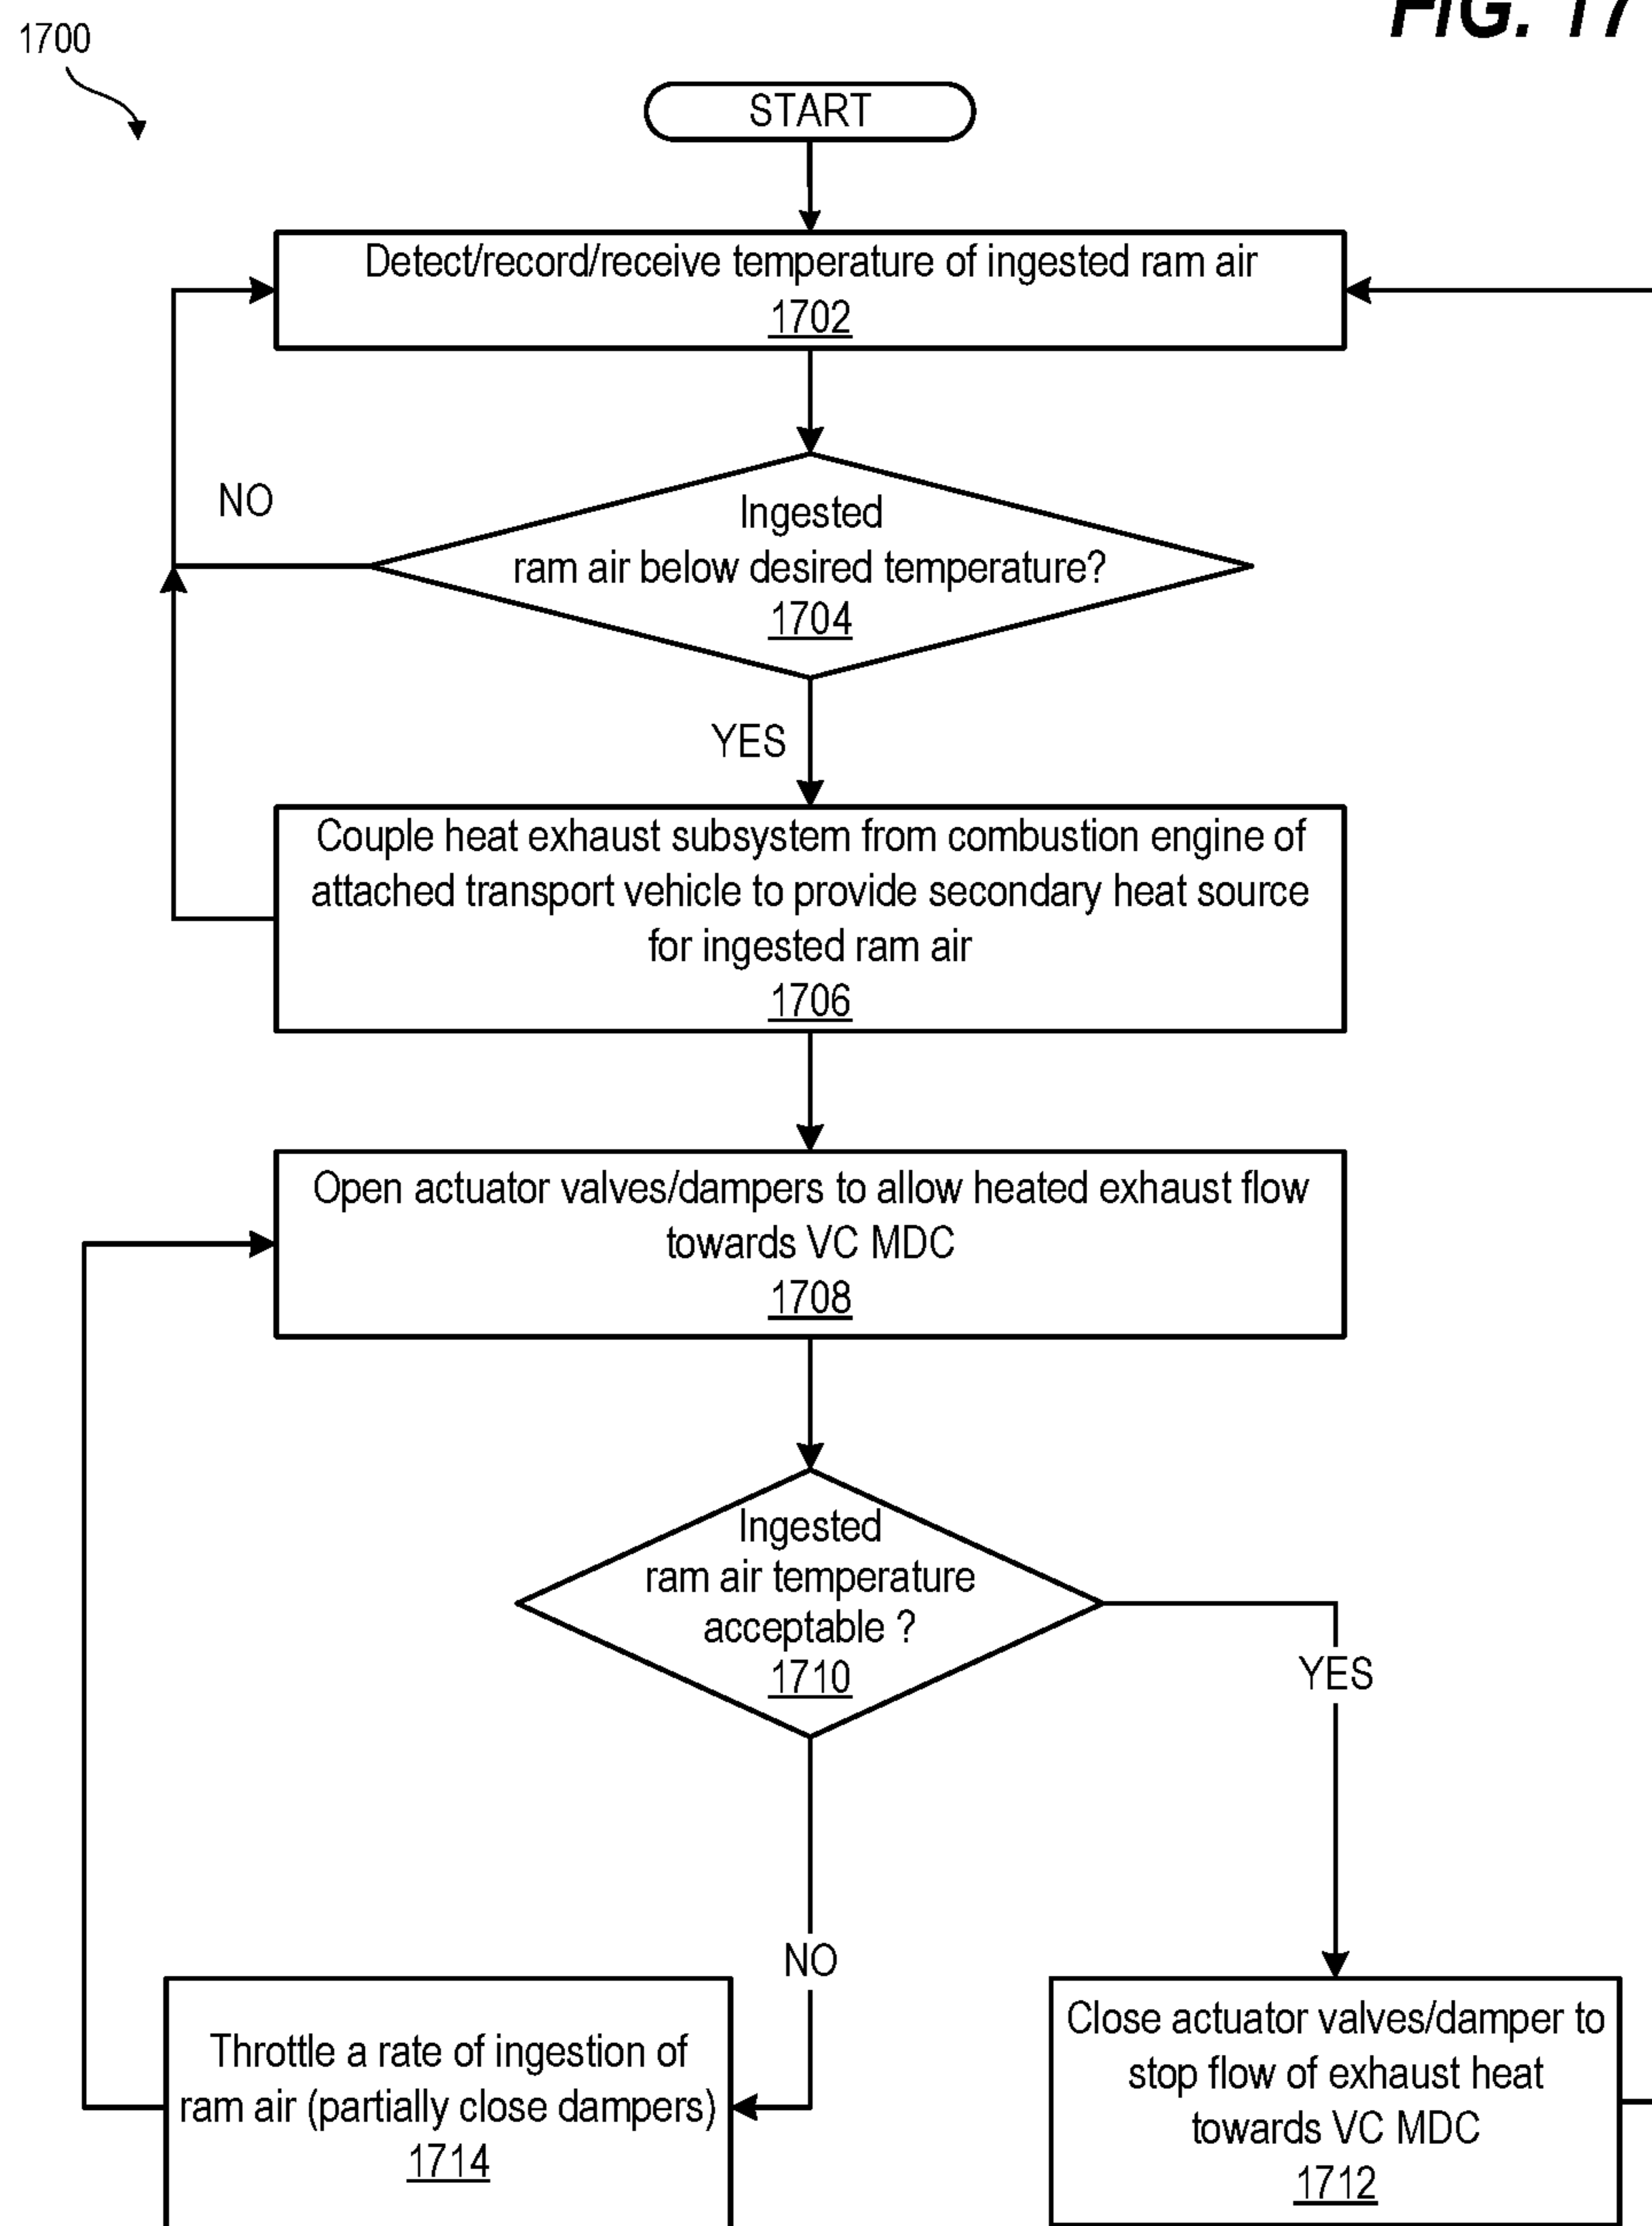 FIG. 17
1700
START
Detect/record/receive temperature of ingested ram air
1702
NO
Ingested
ram air below desired temperature?
1704
YES
Couple heat exhaust subsystem from combustion engine of
attached transport vehicle to provide secondary heat source
for ingested ram air
1706
Open actuator valves/dampers to allow heated exhaust flow
towards VC MDC
1708
Ingested
ram air temperature
acceptable ?
1710
YES
NO
Throttle a rate of ingestion of
ram air (partially close dampers)
1714
Close actuator valves/damper to
stop flow of exhaust heat
towards VC MDC
1712